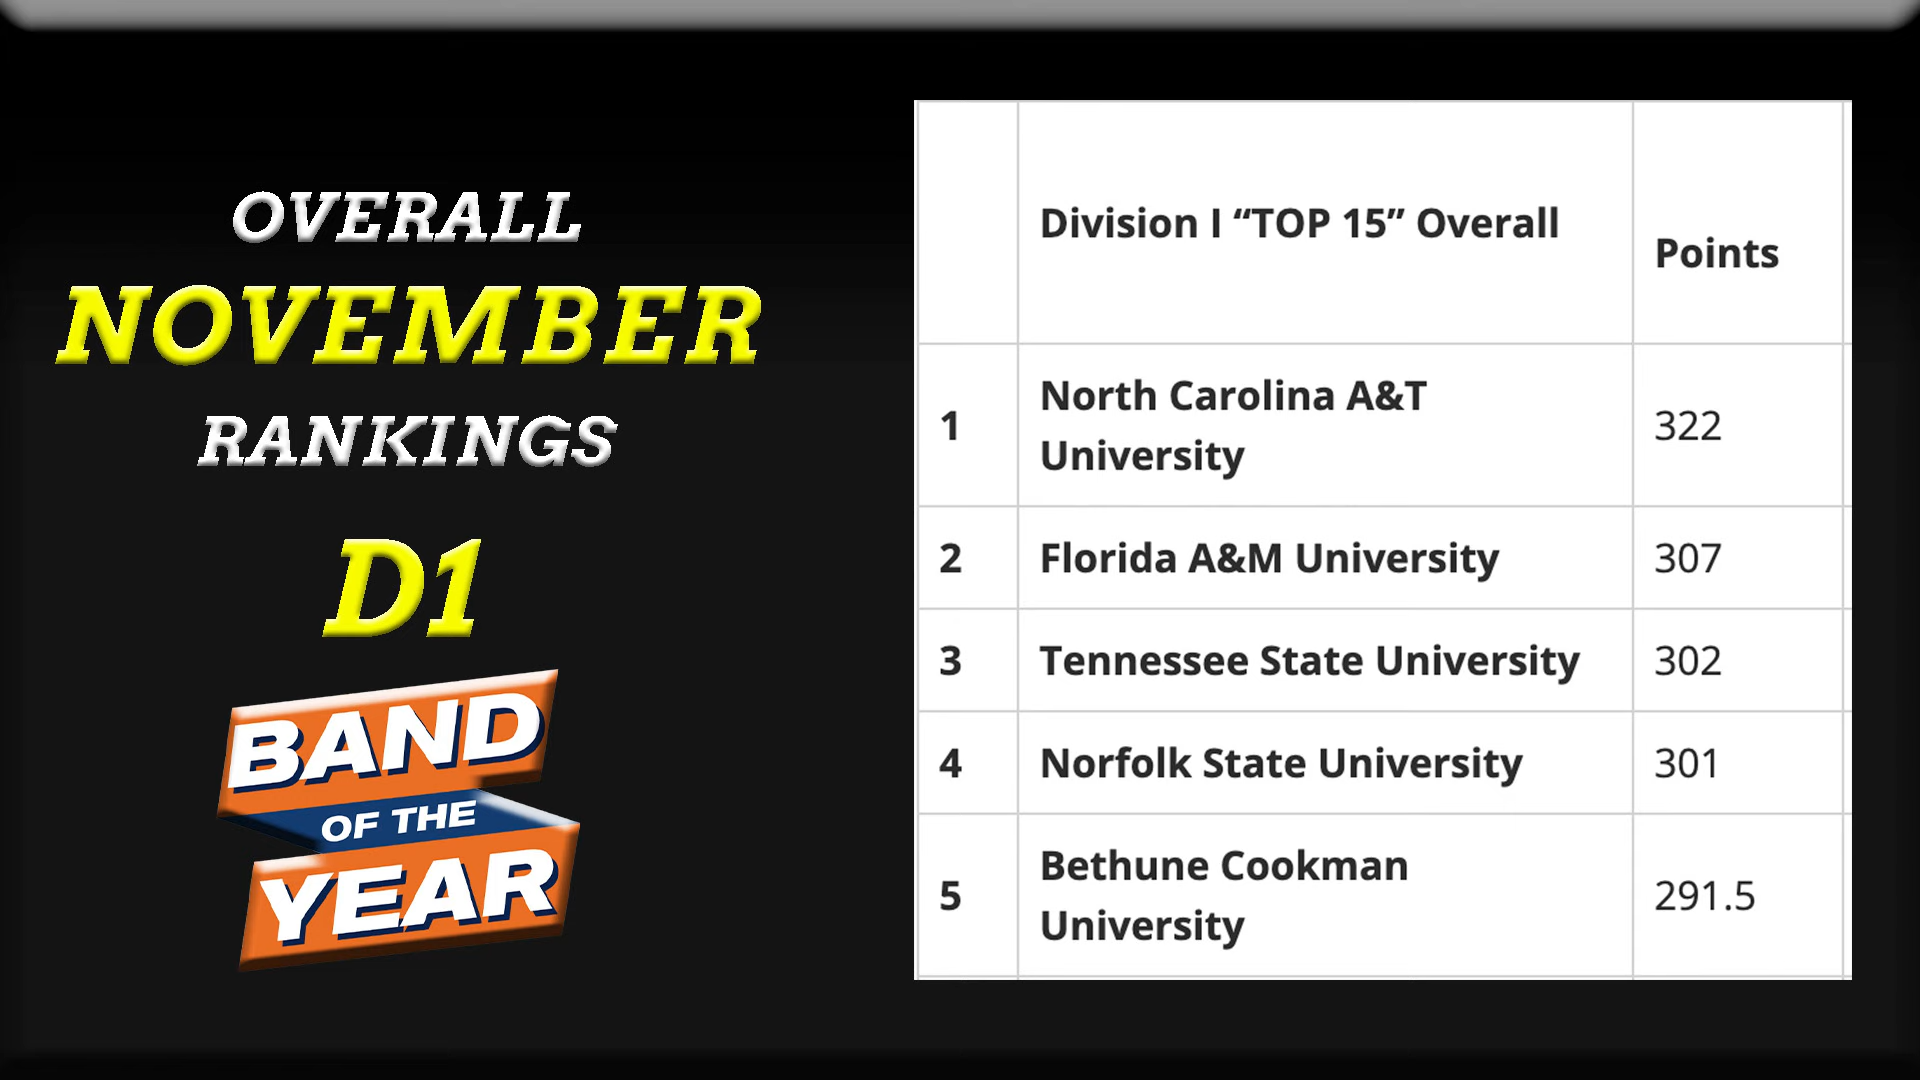 OVERALL
NOVEMBER
RANKINGS
D1
BAND
OF THE
YEAR
Division I “TOP 15” Overall
Points
1
North Carolina A&T
University
322
2
Florida A&M University
307
3
Tennessee State University
302
4
Norfolk State University
301
5
Bethune Cookman
University
291.5